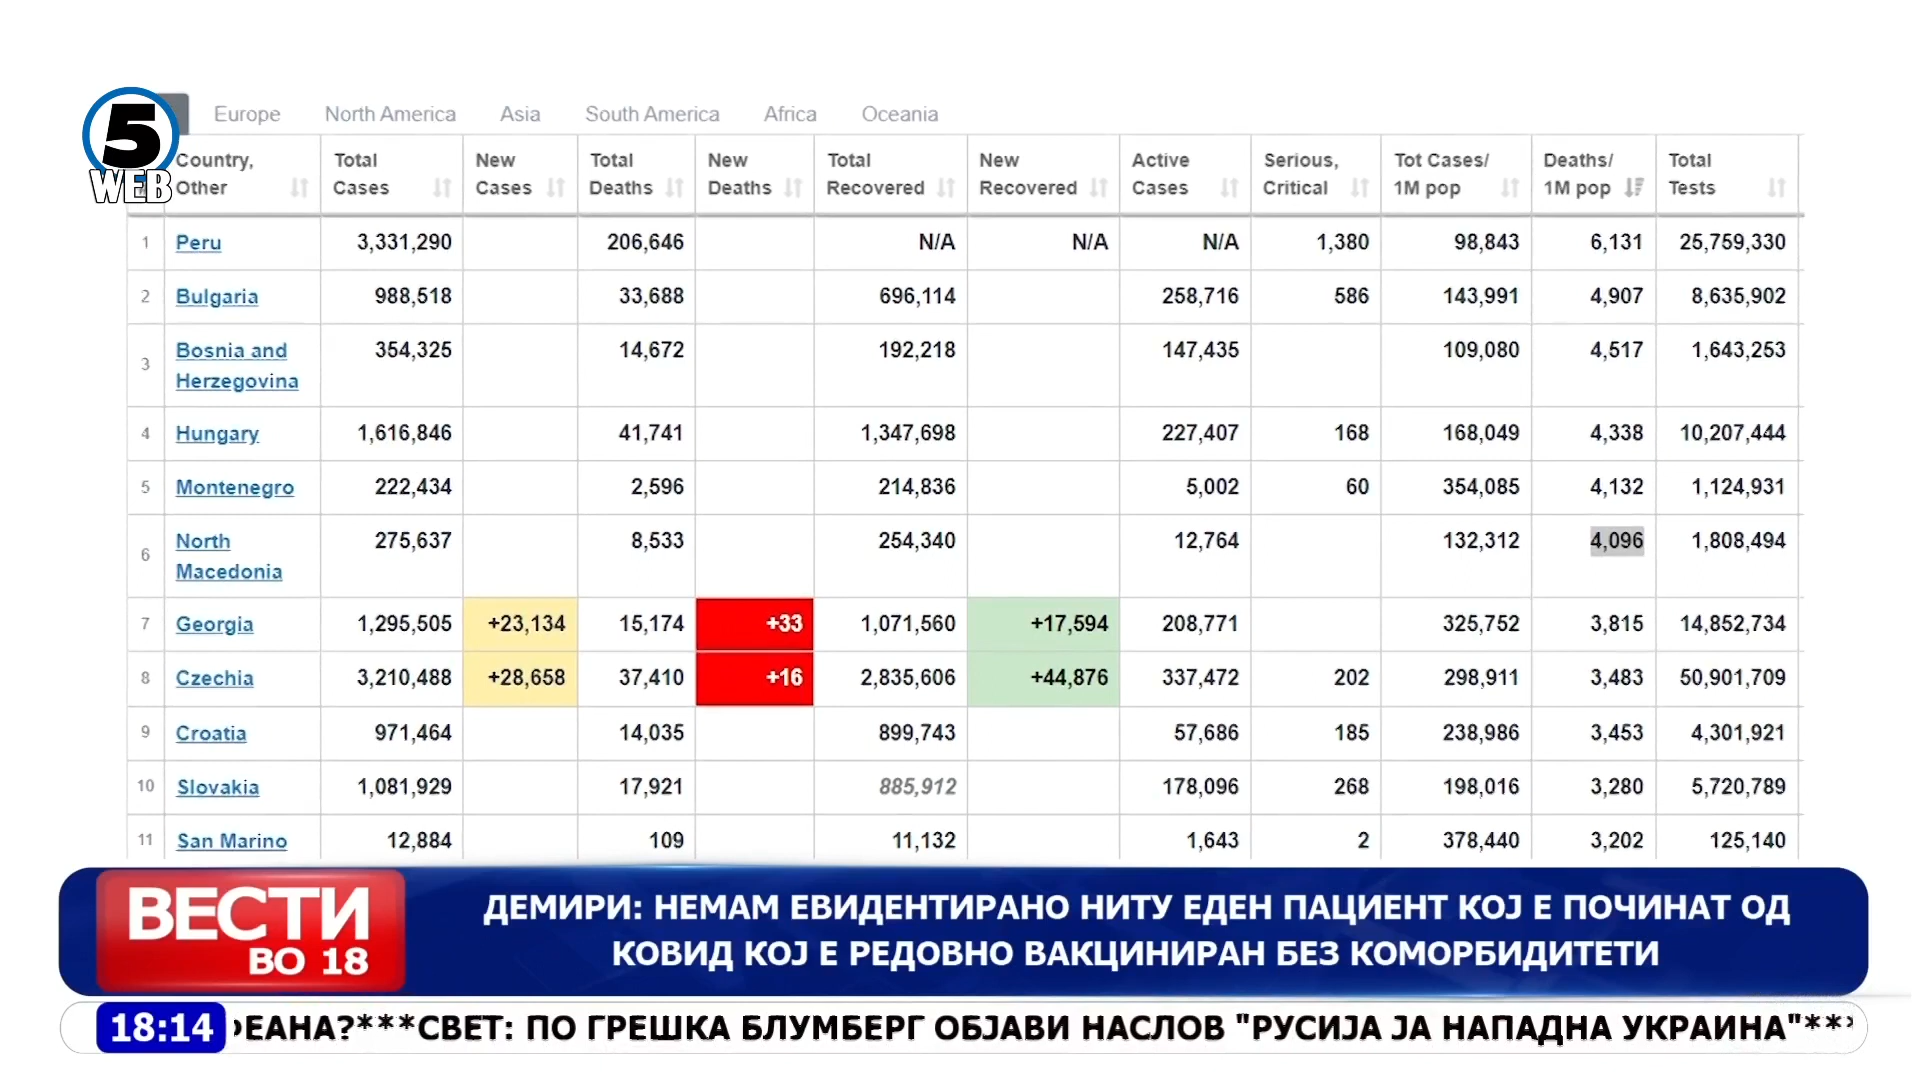 5
WEB
Europe North America Asia South America Africa Oceania
Country, Other Total Cases New Cases Total Deaths New Deaths Total Recovered New Recovered Active Cases Serious, Critical Tot Cases/ 1M pop Deaths/ 1M pop Total Tests
1 Peru 3,331,290 206,646 N/A N/A N/A 1,380 98,843 6,131 25,759,330
2 Bulgaria 988,518 33,688 696,114 258,716 586 143,991 4,907 8,635,902
3 Bosnia and Herzegovina 354,325 14,672 192,218 147,435 109,080 4,517 1,643,253
4 Hungary 1,616,846 41,741 1,347,698 227,407 168 168,049 4,338 10,207,444
5 Montenegro 222,434 2,596 214,836 5,002 60 354,085 4,132 1,124,931
6 North Macedonia 275,637 8,533 254,340 12,764 132,312 4,096 1,808,494
7 Georgia 1,295,505 +23,134 15,174 +33 1,071,560 +17,594 208,771 325,752 3,815 14,852,734
8 Czechia 3,210,488 +28,658 37,410 +16 2,835,606 +44,876 337,472 202 298,911 3,483 50,901,709
9 Croatia 971,464 14,035 899,743 57,686 185 238,986 3,453 4,301,921
10 Slovakia 1,081,929 17,921 885,912 178,096 268 198,016 3,280 5,720,789
11 San Marino 12,884 109 11,132 1,643 2 378,440 3,202 125,140
ВЕСТИ
ВО 18
ДЕМИРИ: НЕМАМ ЕВИДЕНТИРАНО НИТУ ЕДЕН ПАЦИЕНТ КОЈ Е ПОЧИНАТ ОД
КОВИД КОЈ Е РЕДОВНО ВАКЦИНИРАН БЕЗ КОМОРБИДИТЕТИ
18:14 ЕАНА?***СВЕТ: ПО ГРЕШКА БЛУМБЕРГ ОБЈАВИ НАСЛОВ "РУСИЈА ЈА НАПАДНА УКРАИНА"**